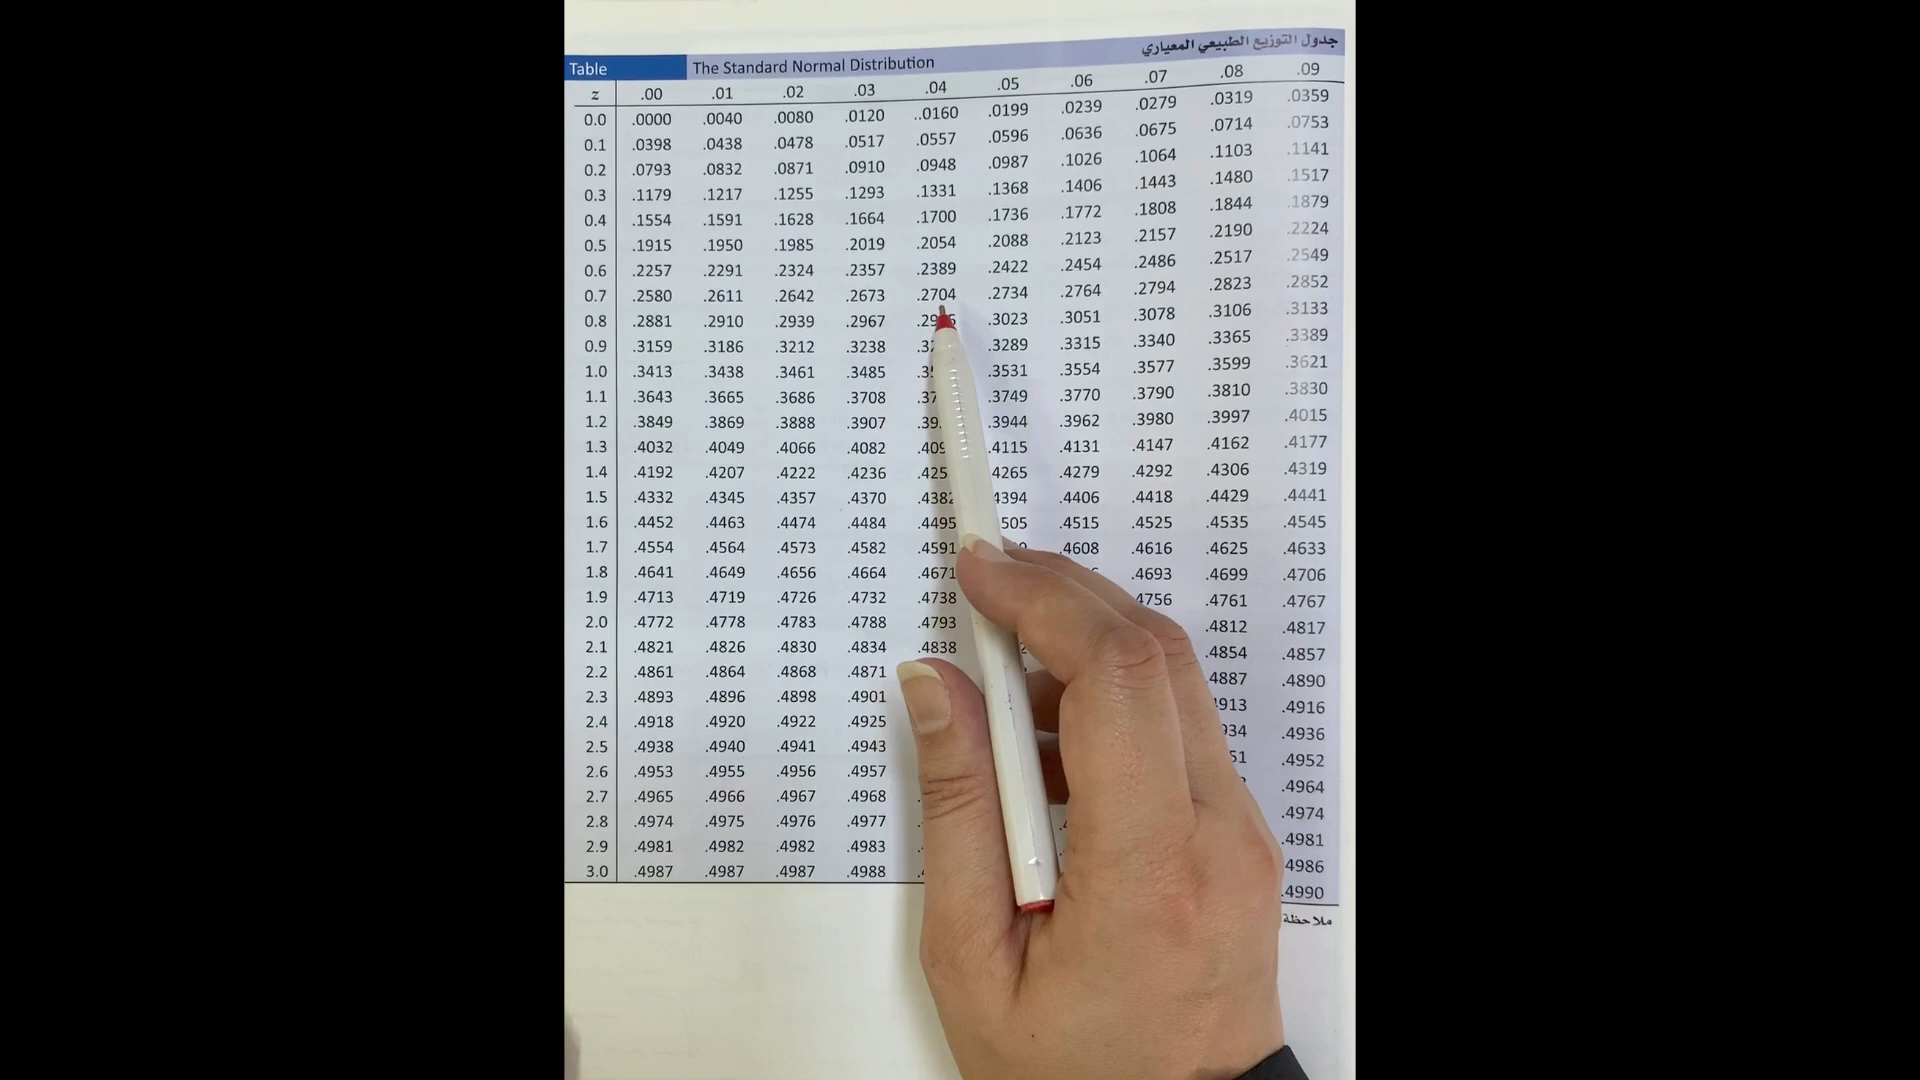 جدول التوزيع الطبيعي المعياري
Table The Standard Normal Distribution
z .00 .01 .02 .03 .04 .05 .06 .07 .08 .09
0.0 .0000 .0040 .0080 .0120 ..0160 .0199 .0239 .0279 .0319 .0359
0.1 .0398 .0438 .0478 .0517 .0557 .0596 .0636 .0675 .0714 .0753
0.2 .0793 .0832 .0871 .0910 .0948 .0987 .1026 .1064 .1103 .1141
0.3 .1179 .1217 .1255 .1293 .1331 .1368 .1406 .1443 .1480 .1517
0.4 .1554 .1591 .1628 .1664 .1700 .1736 .1772 .1808 .1844 .1879
0.5 .1915 .1950 .1985 .2019 .2054 .2088 .2123 .2157 .2190 .2224
0.6 .2257 .2291 .2324 .2357 .2389 .2422 .2454 .2486 .2517 .2549
0.7 .2580 .2611 .2642 .2673 .2704 .2734 .2764 .2794 .2823 .2852
0.8 .2881 .2910 .2939 .2967 .3023 .3051 .3078 .3106 .3133
0.9 .3159 .3186 .3212 .3238 .3289 .3315 .3340 .3365 .3389
1.0 .3413 .3438 .3461 .3485 .3531 .3554 .3577 .3599 .3621
1.1 .3643 .3665 .3686 .3708 .3749 .3770 .3790 .3810 .3830
1.2 .3849 .3869 .3888 .3907 .3944 .3962 .3980 .3997 .4015
1.3 .4032 .4049 .4066 .4082 .4115 .4131 .4147 .4162 .4177
1.4 .4192 .4207 .4222 .4236 .4265 .4279 .4292 .4306 .4319
1.5 .4332 .4345 .4357 .4370 .4382 .4394 .4406 .4418 .4429 .4441
1.6 .4452 .4463 .4474 .4484 .4495 .4515 .4525 .4535 .4545
1.7 .4554 .4564 .4573 .4582 .4591 .4608 .4616 .4625 .4633
1.8 .4641 .4649 .4656 .4664 .4671 .4693 .4699 .4706
1.9 .4713 .4719 .4726 .4732 .4738 .4756 .4761 .4767
2.0 .4772 .4778 .4783 .4788 .4793 .4812 .4817
2.1 .4821 .4826 .4830 .4834 .4838 .4854 .4857
2.2 .4861 .4864 .4868 .4871 .4887 .4890
2.3 .4893 .4896 .4898 .4901 .4916
2.4 .4918 .4920 .4922 .4925 .4936
2.5 .4938 .4940 .4941 .4943 .4952
2.6 .4953 .4955 .4956 .4957 .4964
2.7 .4965 .4966 .4967 .4968 .4974
2.8 .4974 .4975 .4976 .4977 .4981
2.9 .4981 .4982 .4982 .4983 .4986
3.0 .4987 .4987 .4987 .4988 .4990
ملاحظة